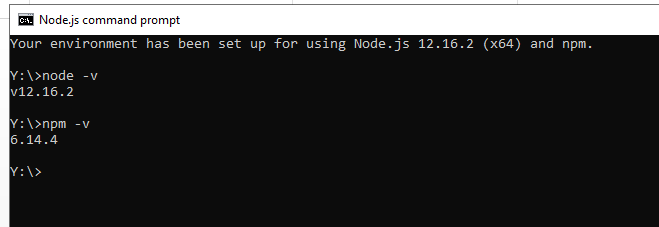 Node.js command prompt
Your environment has been set up for using Node.js 12.16.2 (x64) and npm.
Y:\>node -v
v12.16.2
Y:\>npm -v
6.14.4
Y:\>